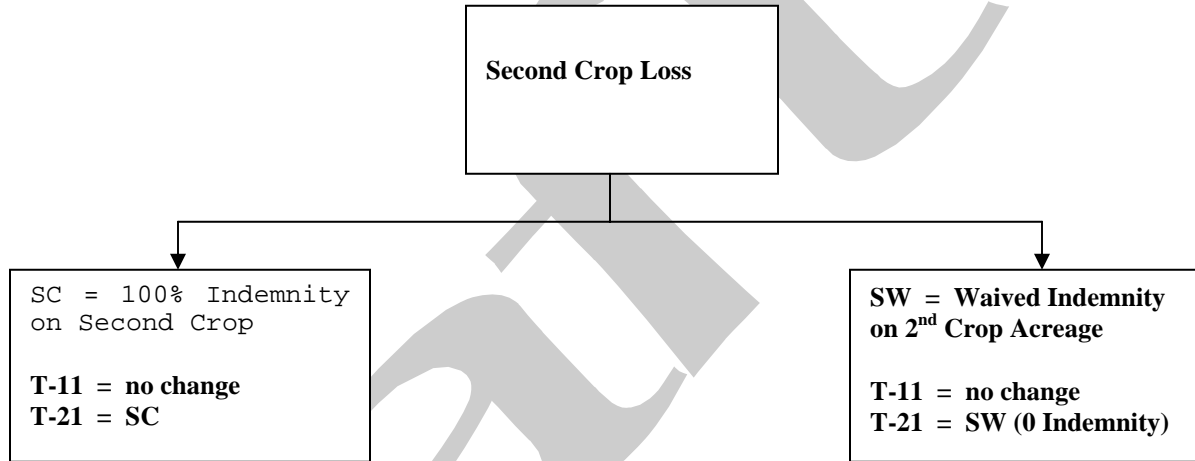 Second Crop Loss
SC = 100% Indemnity
on Second Crop
T-11 = no change
T-21 = SC
SW = Waived Indemnity
on 2nd Crop Acreage
T-11 = no change
T-21 = SW (0 Indemnity)